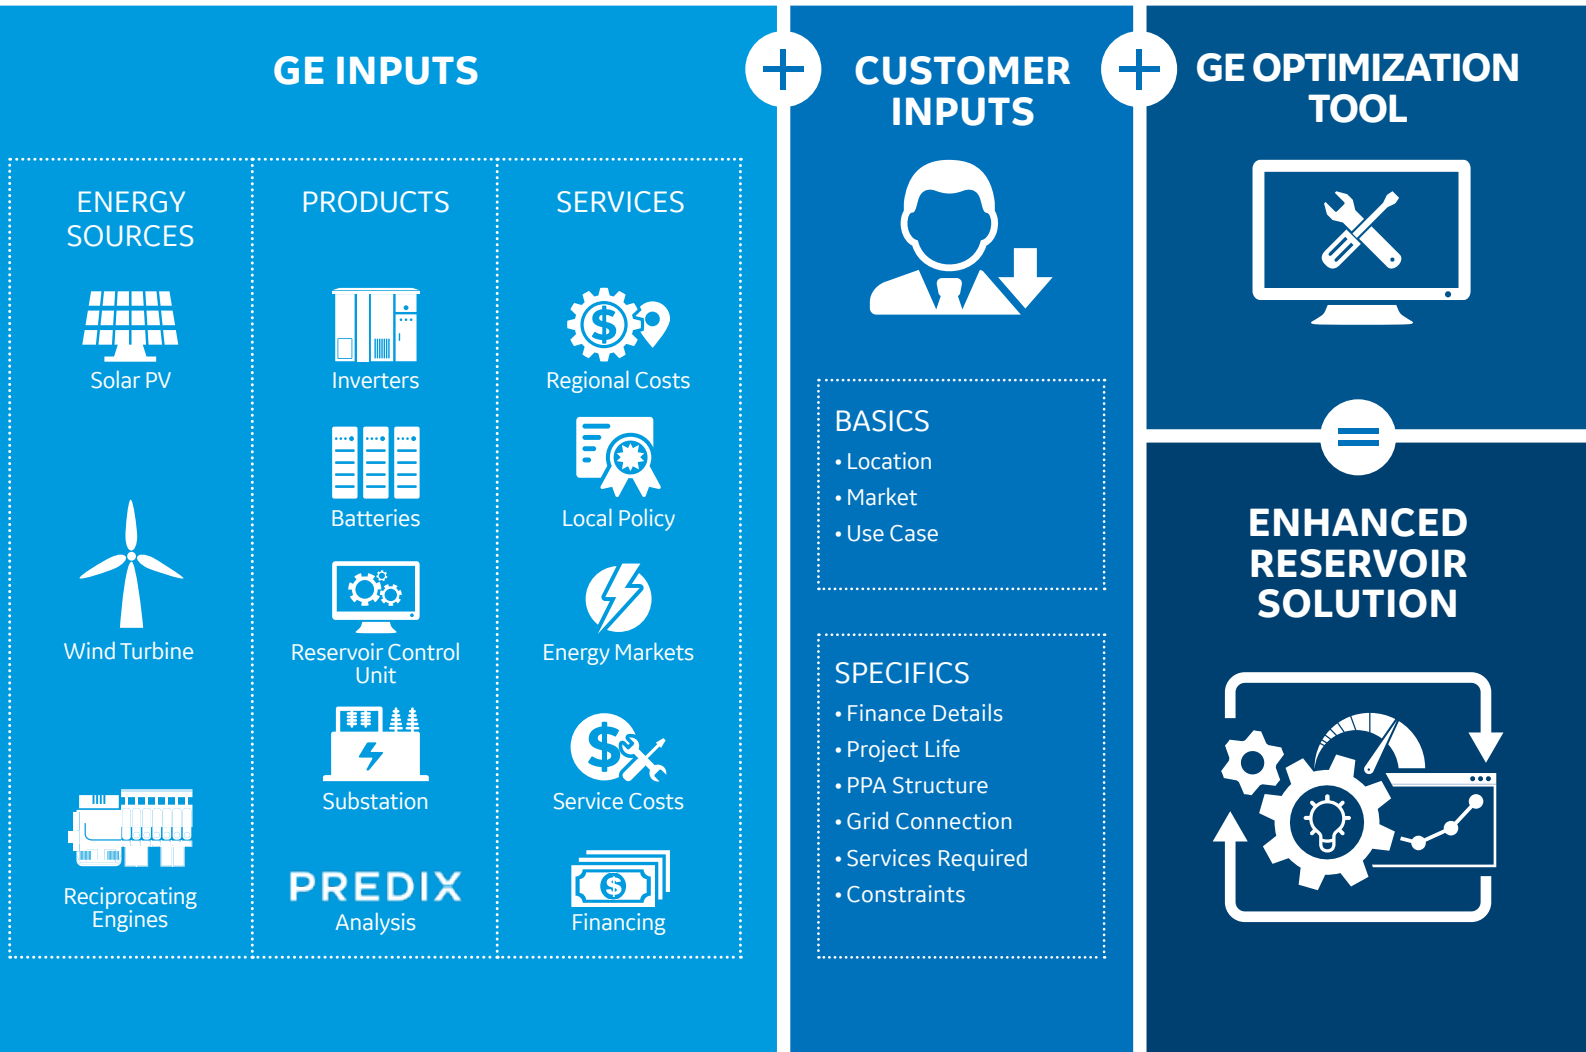 GE INPUTS
ENERGY
SOURCES
Solar PV
Wind Turbine
Reciprocating
Engines
PRODUCTS
Inverters
Batteries
Reservoir Control
Unit
Substation
PREDIX
Analysis
SERVICES
$
Regional Costs
Local Policy
Energy Markets
$
Service Costs
$
Financing
+
CUSTOMER
INPUTS
BASICS
• Location
• Market
• Use Case
SPECIFICS
• Finance Details
• Project Life
• PPA Structure
• Grid Connection
• Services Required
• Constraints
+
GE OPTIMIZATION
TOOL
=
ENHANCED
RESERVOIR
SOLUTION